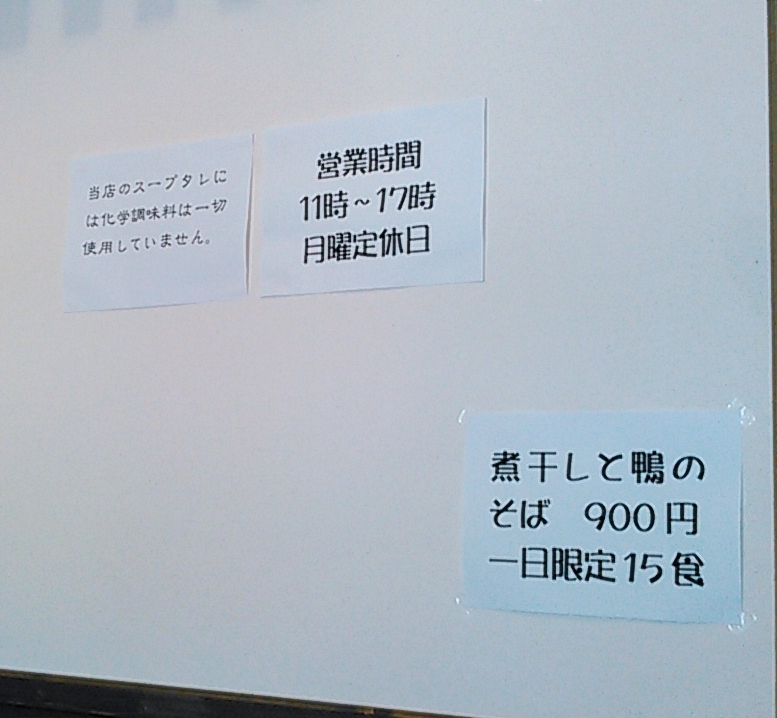 当店のスープタレに
は化学調味料は一切
使用していません。
営業時間
11時~17時
月曜定休日
煮干しと鴨の
そば 900円
一日限定15食